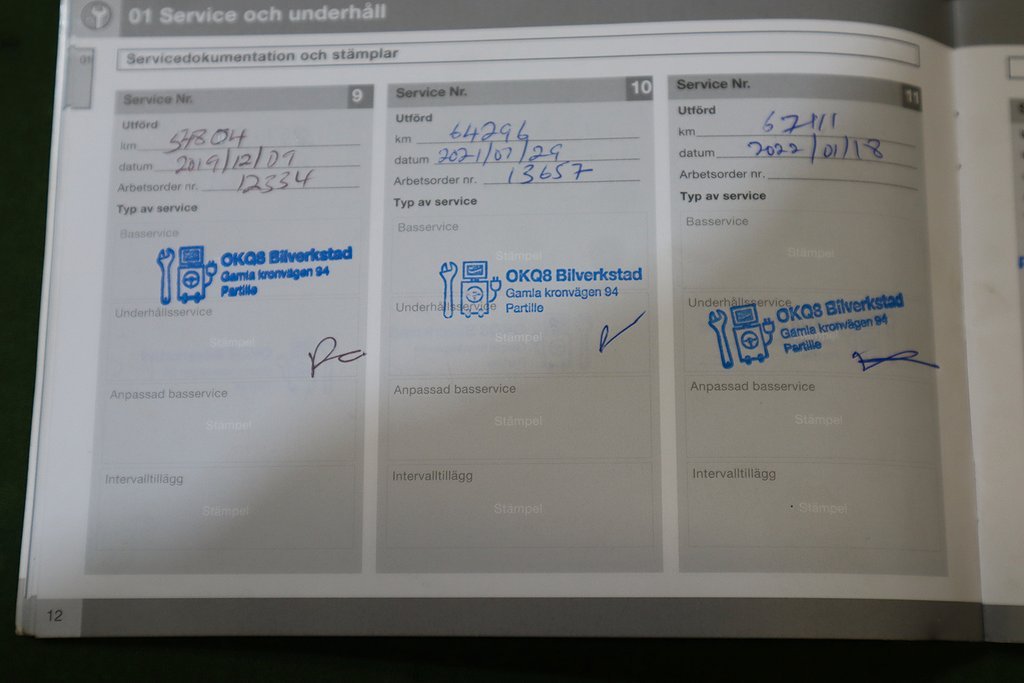 01 Service och underhåll
01
Servicedokumentation och stämplar
Service Nr. 9
Utförd
km 57804
datum 2019/12/09
Arbetsorder nr. 12334
Typ av service
Basservice
OKQ8 Bilverkstad
Gamla kronvägen 94
Partille
Underhållsservice
Stämpel
Anpassad basservice
Stämpel
Intervalltillägg
Stämpel
Service Nr. 10
Utförd
km 64296
datum 2021/07/29
Arbetsorder nr. 13657
Typ av service
Basservice
Stämpel
OKQ8 Bilverkstad
Gamla kronvägen 94
Partille
Underhållsservice
Stämpel
Anpassad basservice
Stämpel
Intervalltillägg
Stämpel
Service Nr. 11
Utförd
km 67111
datum 2022/01/18
Arbetsorder nr.
Typ av service
Basservice
Stämpel
Underhållsservice
OKQ8 Bilverkstad
Gamla kronvägen 94
Partille
Stämpel
Anpassad basservice
Stämpel
Intervalltillägg
Stämpel
12